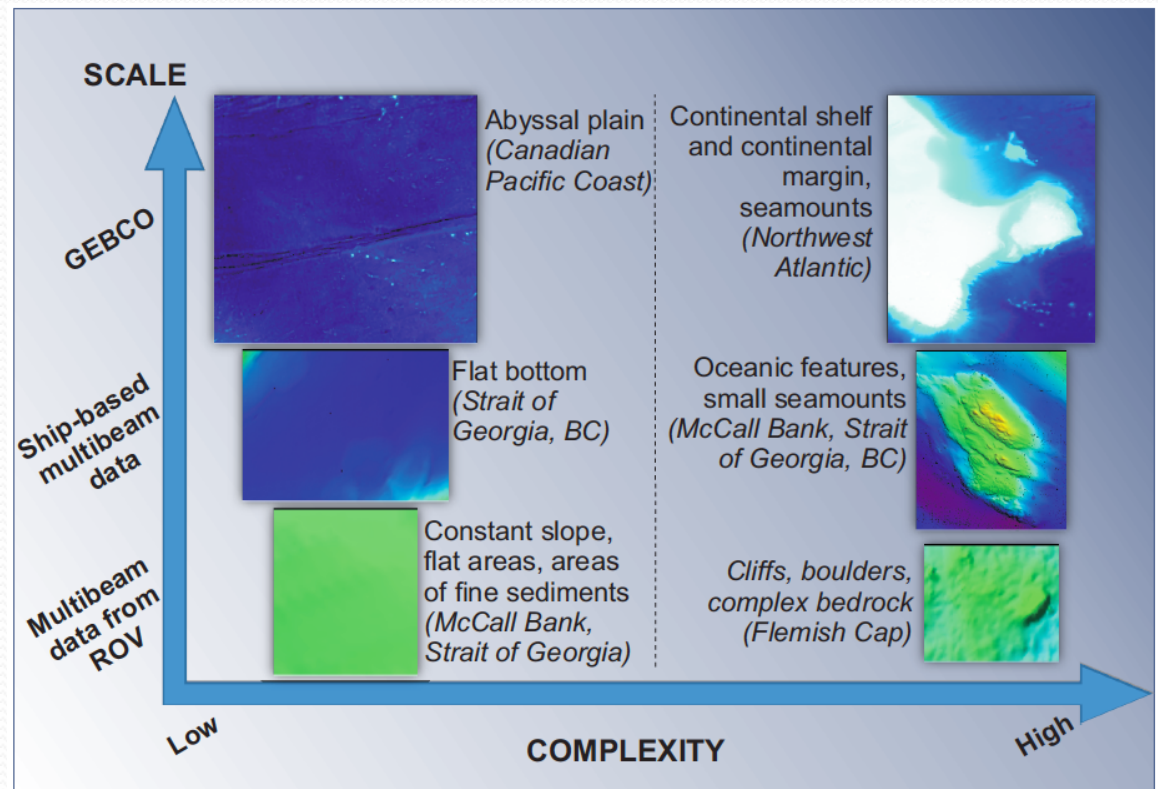 SCALE
GEBCO
Abyssal plain
(Canadian
Pacific Coast)
Continental shelf
and continental
margin,
seamounts
(Northwest
Atlantic)
Ship-based
multibeam
data
Flat bottom
(Strait of
Georgia, BC)
Oceanic features,
small seamounts
(McCall Bank, Strait
of Georgia, BC)
Multibeam
data from
ROV
Constant slope,
flat areas, areas
of fine sediments
(McCall Bank,
Strait of Georgia)
Cliffs, boulders,
complex bedrock
(Flemish Cap)
Low
COMPLEXITY
High